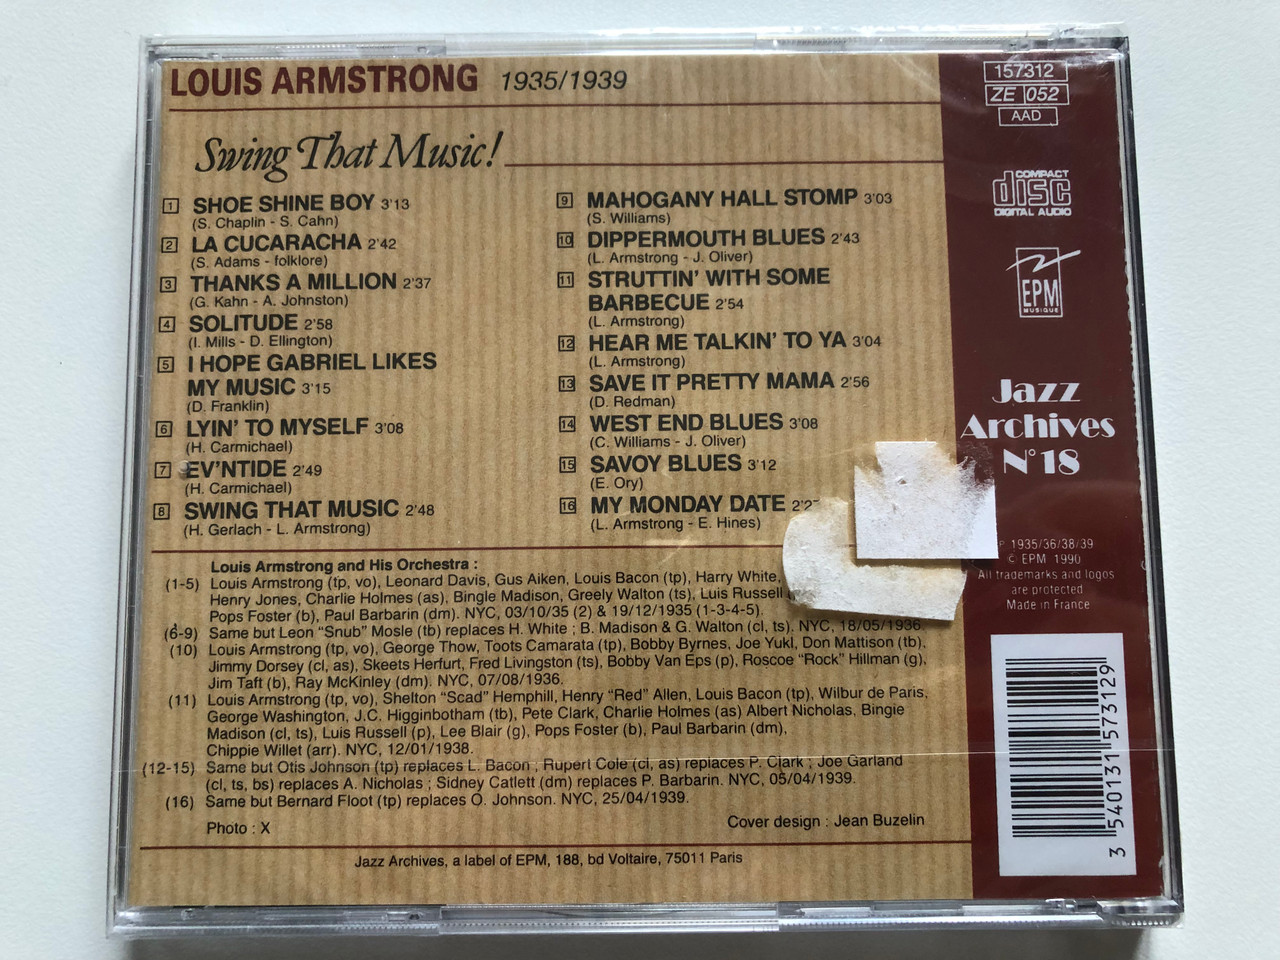 LOUIS ARMSTRONG 1935/1939
Swing That Music!
1 SHOE SHINE BOY 3'13
(S. Chaplin - S. Cahn)
2 LA CUCARACHA 2'42
(S. Adams - folklore)
3 THANKS A MILLION 2'37
(G. Kahn - A. Johnston)
4 SOLITUDE 2'58
(I. Mills - D. Ellington)
5 I HOPE GABRIEL LIKES
MY MUSIC 3'15
(D. Franklin)
6 LYIN' TO MYSELF 3'08
(H. Carmichael)
7 EV'NTIDE 2'49
(H. Carmichael)
8 SWING THAT MUSIC 2'48
(H. Gerlach - L. Armstrong)
9 MAHOGANY HALL STOMP 3'03
(S. Williams)
10 DIPPERMOUTH BLUES 2'43
(L. Armstrong - J. Oliver)
11 STRUTTIN' WITH SOME
BARBECUE 2'54
(L. Armstrong)
12 HEAR ME TALKIN' TO YA 3'04
(L. Armstrong)
13 SAVE IT PRETTY MAMA 2'56
(D. Redman)
14 WEST END BLUES 3'08
(C. Williams - J. Oliver)
15 SAVOY BLUES 3'12
(E. Ory)
16 MY MONDAY DATE
(L. Armstrong - E. Hines)
Louis Armstrong and His Orchestra :
(1-5) Louis Armstrong (tp, vo), Leonard Davis, Gus Aiken, Louis Bacon (tp), Harry White,
Henry Jones, Charlie Holmes (as), Bingle Madison, Greely Walton (ts), Luis Russell
Pops Foster (b), Paul Barbarin (dm). NYC, 03/10/35 (2) & 19/12/1935 (1-3-4-5).
(6-9) Same but Leon "Snub" Mosle (tb) replaces H. White ; B. Madison & G. Walton (cl, ts). NYC, 18/05/1936.
(10) Louis Armstrong (tp, vo), George Thow, Toots Camarata (tp), Bobby Byrnes, Joe Yukl, Don Mattison (tb),
Jimmy Dorsey (cl, as), Skeets Herfurt, Fred Livingston (ts), Bobby Van Eps (p), Roscoe "Rock" Hillman (g),
Jim Taft (b), Ray McKinley (dm). NYC, 07/08/1936.
(11) Louis Armstrong (tp, vo), Shelton "Scad" Hemphill, Henry "Red" Allen, Louis Bacon (tp), Wilbur de Paris,
George Washington, J.C. Higginbotham (tb), Pete Clark, Charlie Holmes (as) Albert Nicholas, Bingie
Madison (cl, ts), Luis Russell (p), Lee Blair (g), Pops Foster (b), Paul Barbarin (dm),
Chippie Willet (arr). NYC, 12/01/1938.
(12-15) Same but Otis Johnson (tp) replaces L. Bacon ; Rupert Cole (cl, as) replaces P. Clark ; Joe Garland
(cl, ts, bs) replaces A. Nicholas ; Sidney Catlett (dm) replaces P. Barbarin. NYC, 05/04/1939.
(16) Same but Bernard Floot (tp) replaces O. Johnson. NYC, 25/04/1939.
Photo : X
Cover design : Jean Buzelin
Jazz Archives, a label of EPM, 188, bd Voltaire, 75011 Paris
157312
ZE 052
AAD
COMPACT
disc
DIGITAL AUDIO
EPM
MUSIQUE
Jazz
Archives
N°18
℗ 1935/36/38/39
© EPM 1990
All trademarks and logos
are protected
Made in France
3 540131 573129